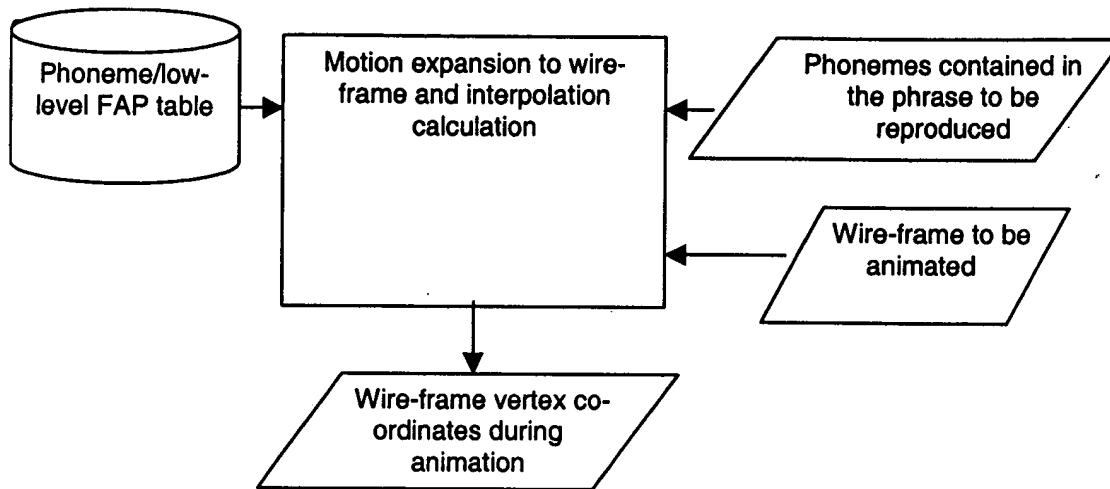 Phoneme/low-
level FAP table
Motion expansion to wire-
frame and interpolation
calculation
Phonemes contained in
the phrase to be
reproduced
Wire-frame to be
animated
Wire-frame vertex co-
ordinates during
animation